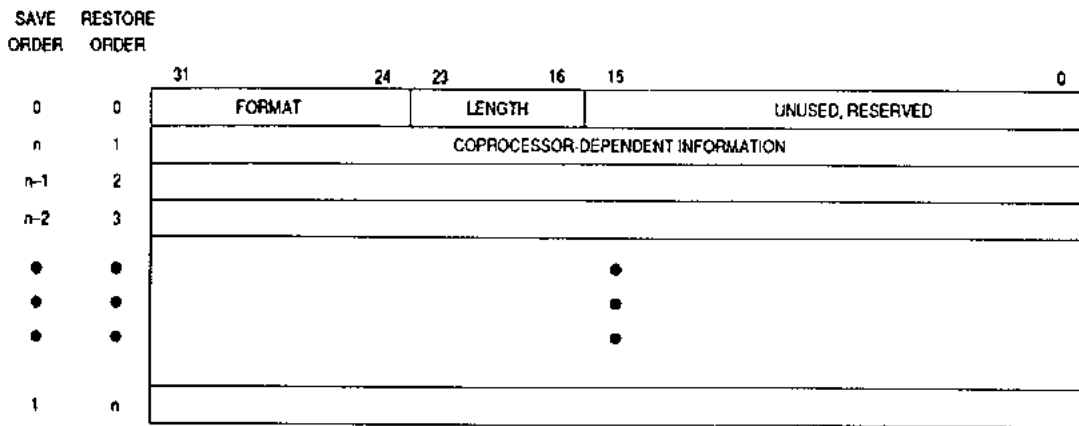 SAVE RESTORE
ORDER ORDER
31 24 23 16 15 0
0 0 FORMAT LENGTH UNUSED, RESERVED
n 1 COPROCESSOR-DEPENDENT INFORMATION
n–1 2
n–2 3
1 n